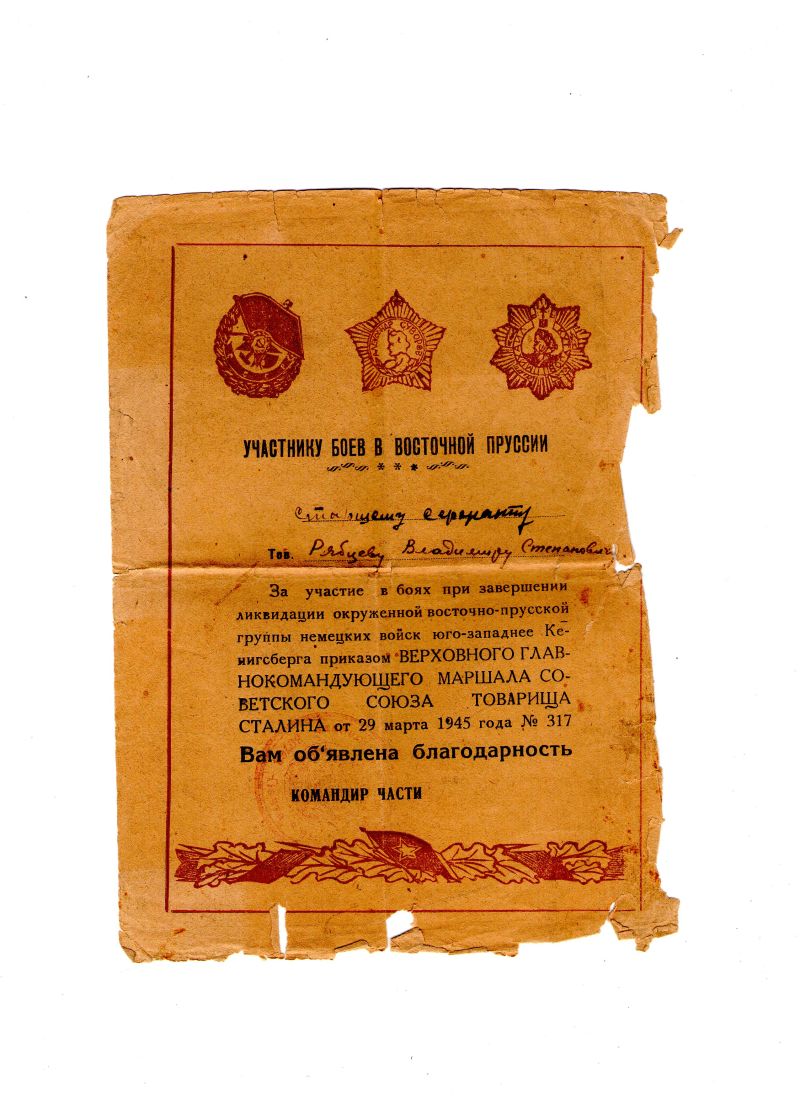 УЧАСТНИКУ БОЕВ В ВОСТОЧНОЙ ПРУССИИ
старшему сержанту
Тов. Рябцеву Владимиру Степанович
За участие в боях при завершении
ликвидации окруженной восточно-прусской
группы немецких войск юго-западнее Ке-
нигсберга приказом ВЕРХОВНОГО ГЛАВ-
НОКОМАНДУЮЩЕГО МАРШАЛА СО-
ВЕТСКОГО СОЮЗА ТОВАРИЩА
СТАЛИНА от 29 марта 1945 года № 317
Вам об'явлена благодарность
КОМАНДИР ЧАСТИ